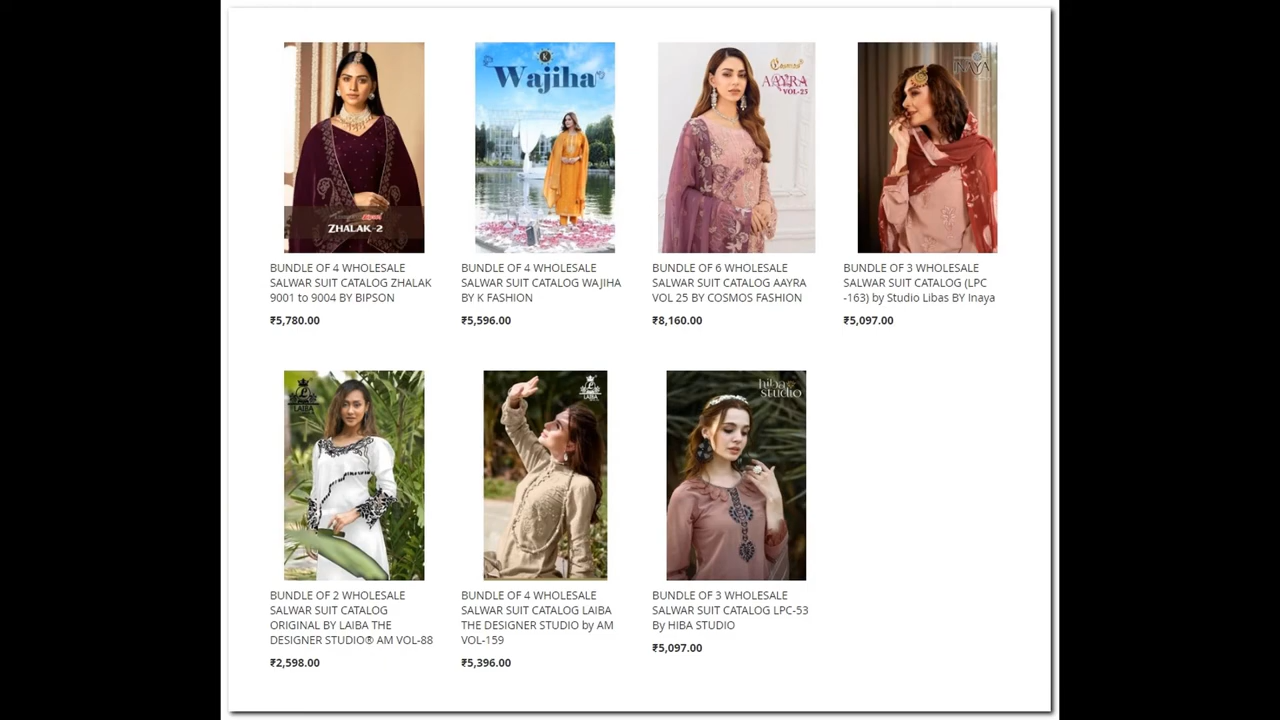 Wajiha
AAYRA
VOL-25
INAYA
ZHALAK-2
BUNDLE OF 4 WHOLESALE
SALWAR SUIT CATALOG ZHALAK
9001 to 9004 BY BIPSON
₹5,780.00
BUNDLE OF 4 WHOLESALE
SALWAR SUIT CATALOG WAJIHA
BY K FASHION
₹5,596.00
BUNDLE OF 6 WHOLESALE
SALWAR SUIT CATALOG AAYRA
VOL 25 BY COSMOS FASHION
₹8,160.00
BUNDLE OF 3 WHOLESALE
SALWAR SUIT CATALOG (LPC
-163) by Studio Libas BY Inaya
₹5,097.00
LAIBA
LAIBA
hiba
studio
BUNDLE OF 2 WHOLESALE
SALWAR SUIT CATALOG
ORIGINAL BY LAIBA THE
DESIGNER STUDIO® AM VOL-88
₹2,598.00
BUNDLE OF 4 WHOLESALE
SALWAR SUIT CATALOG LAIBA
THE DESIGNER STUDIO by AM
VOL-159
₹5,396.00
BUNDLE OF 3 WHOLESALE
SALWAR SUIT CATALOG LPC-53
By HIBA STUDIO
₹5,097.00